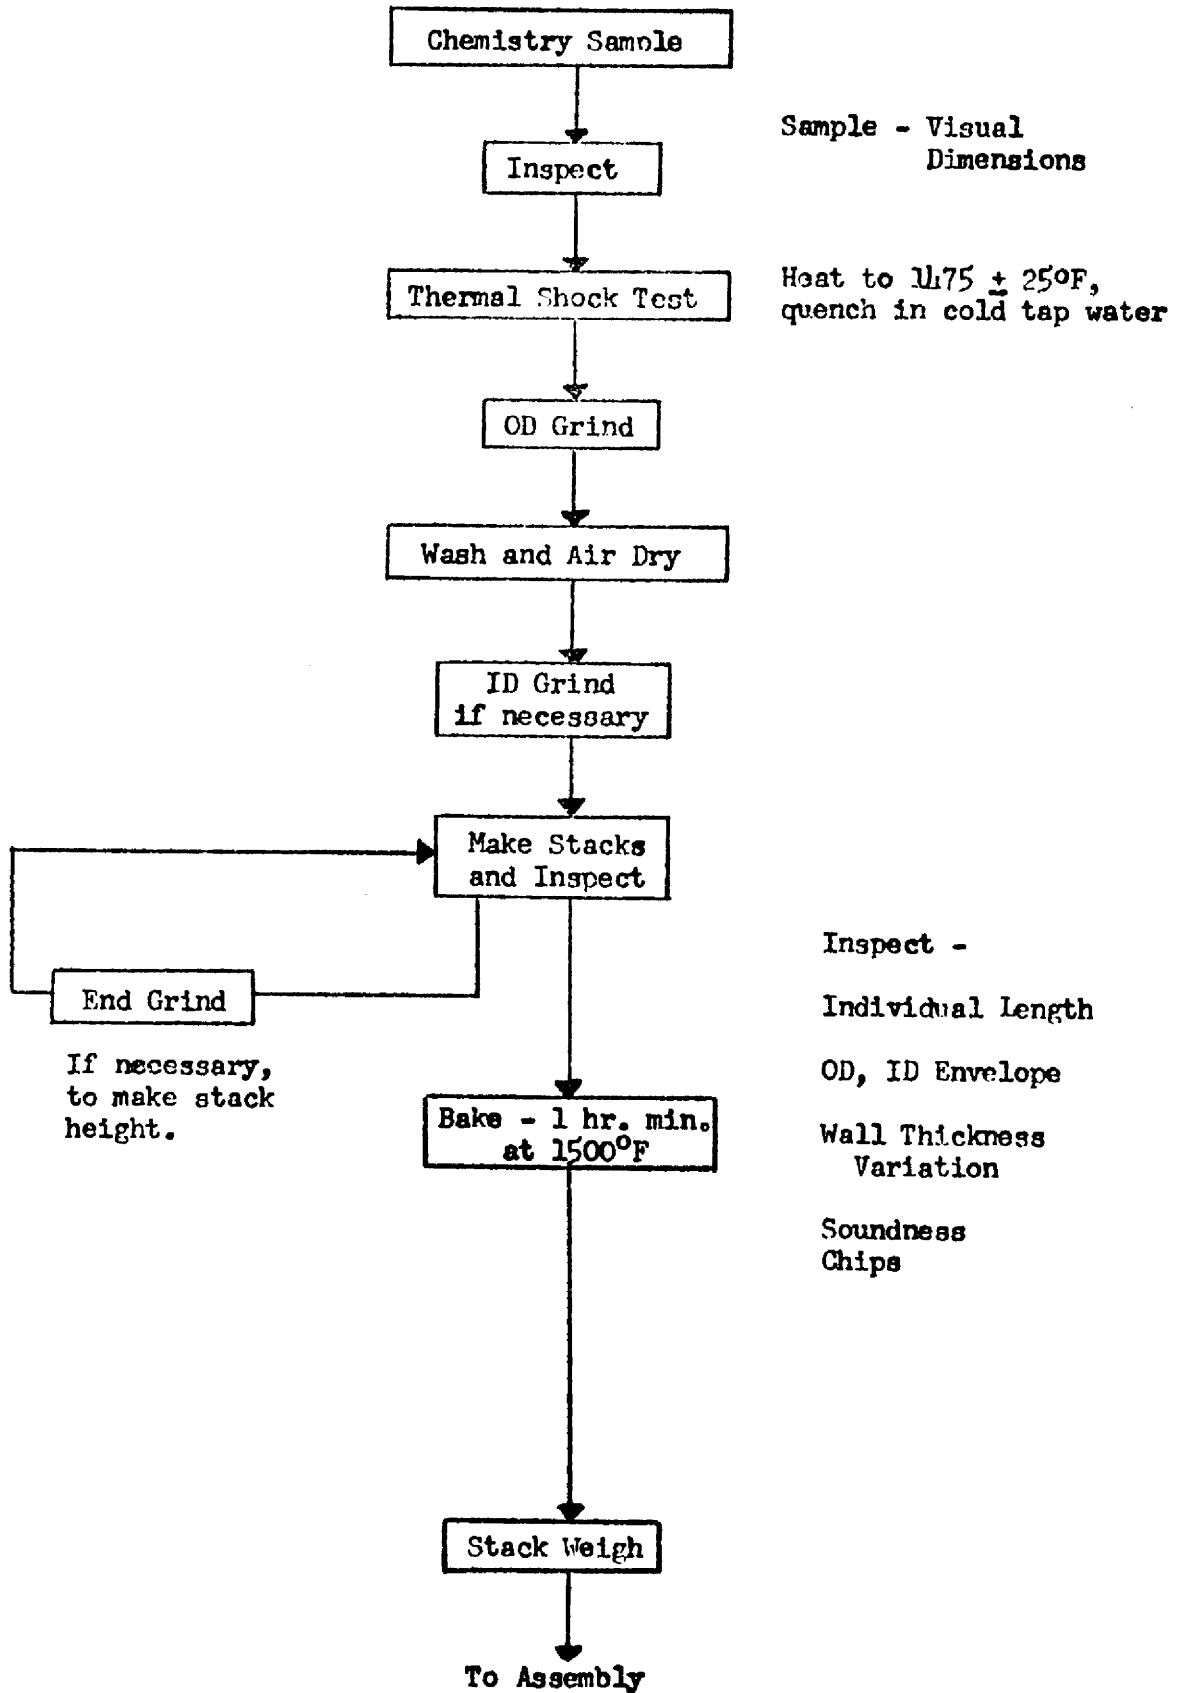 Chemistry Sample
Sample - Visual
Dimensions
Inspect
Thermal Shock Test
Heat to 1475 ± 25°F,
quench in cold tap water
OD Grind
Wash and Air Dry
ID Grind
if necessary
Make Stacks
and Inspect
End Grind
If necessary,
to make stack
height.
Inspect -
Individual Length
OD, ID Envelope
Wall Thickness
Variation
Soundness
Chips
Bake - 1 hr. min.
at 1500°F
Stack Weigh
To Assembly